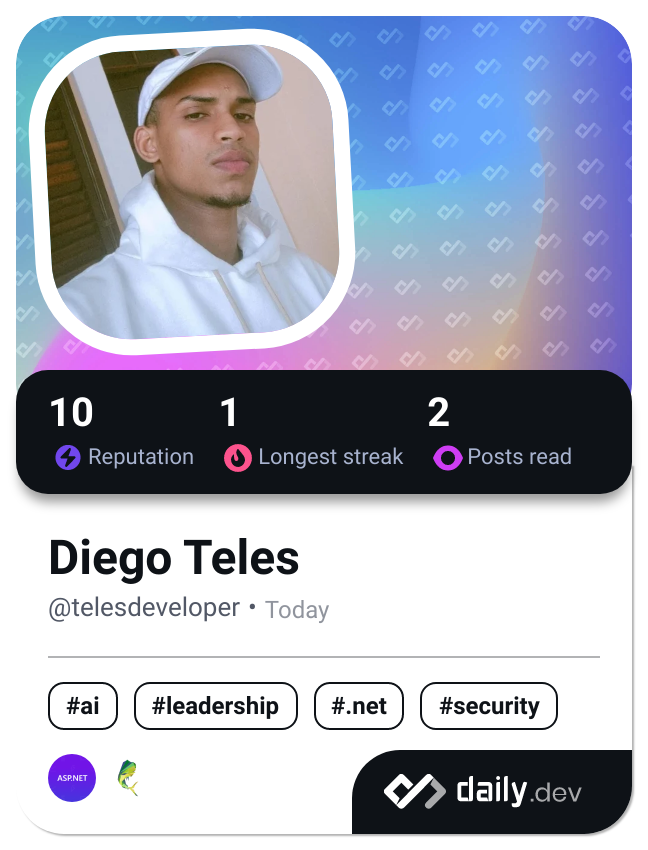 10 1 2
Reputation Longest streak Posts read
Diego Teles
@telesdeveloper • Today
#ai #leadership #.net #security
ASP.NET
daily.dev